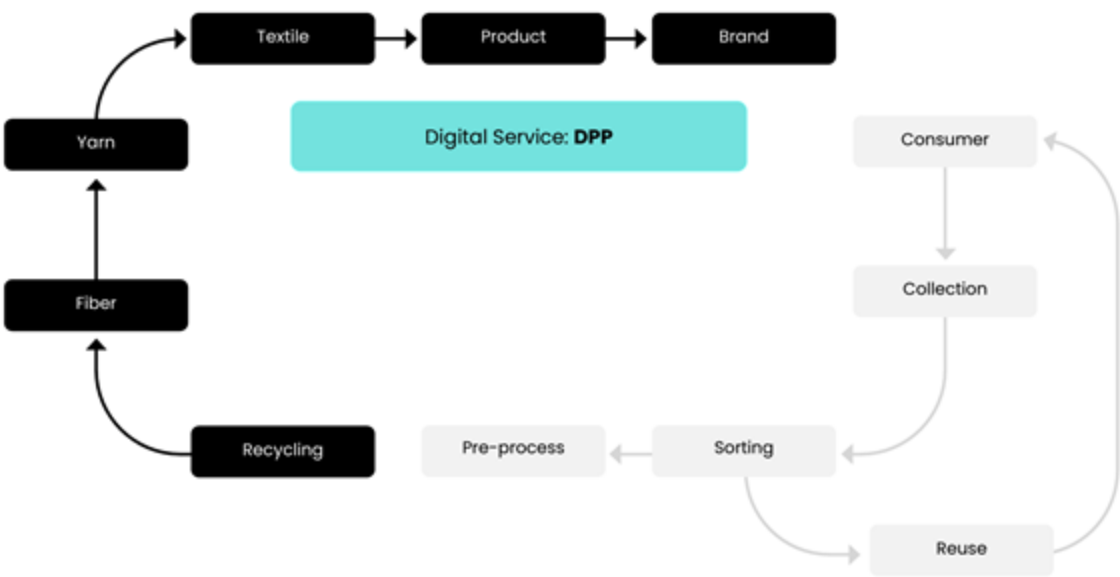 Textile
Product
Brand
Yarn
Digital Service: DPP
Consumer
Fiber
Collection
Recycling
Pre-process
Sorting
Reuse